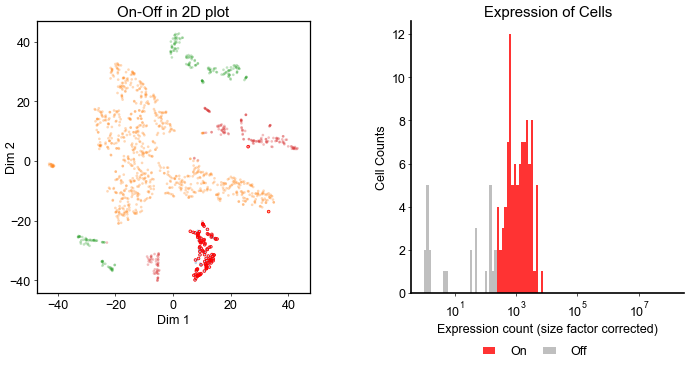 On-Off in 2D plot
40
20
0
−20
−40
Dim 2
−40 −20 0 20 40
Dim 1
Expression of Cells
12
10
8
6
4
2
0
Cell Counts
10^1 10^3 10^5 10^7
Expression count (size factor corrected)
On Off